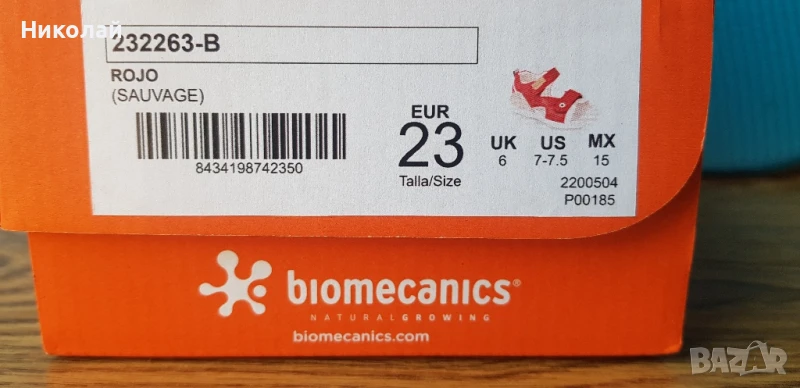 Николай
232263-B
ROJO
(SAUVAGE)
8434198742350
EUR
23
Talla/Size
UK US MX
6 7-7.5 15
2200504
P00185
biomecanics®
NATURALGROWING
biomecanics.com
BAZAR